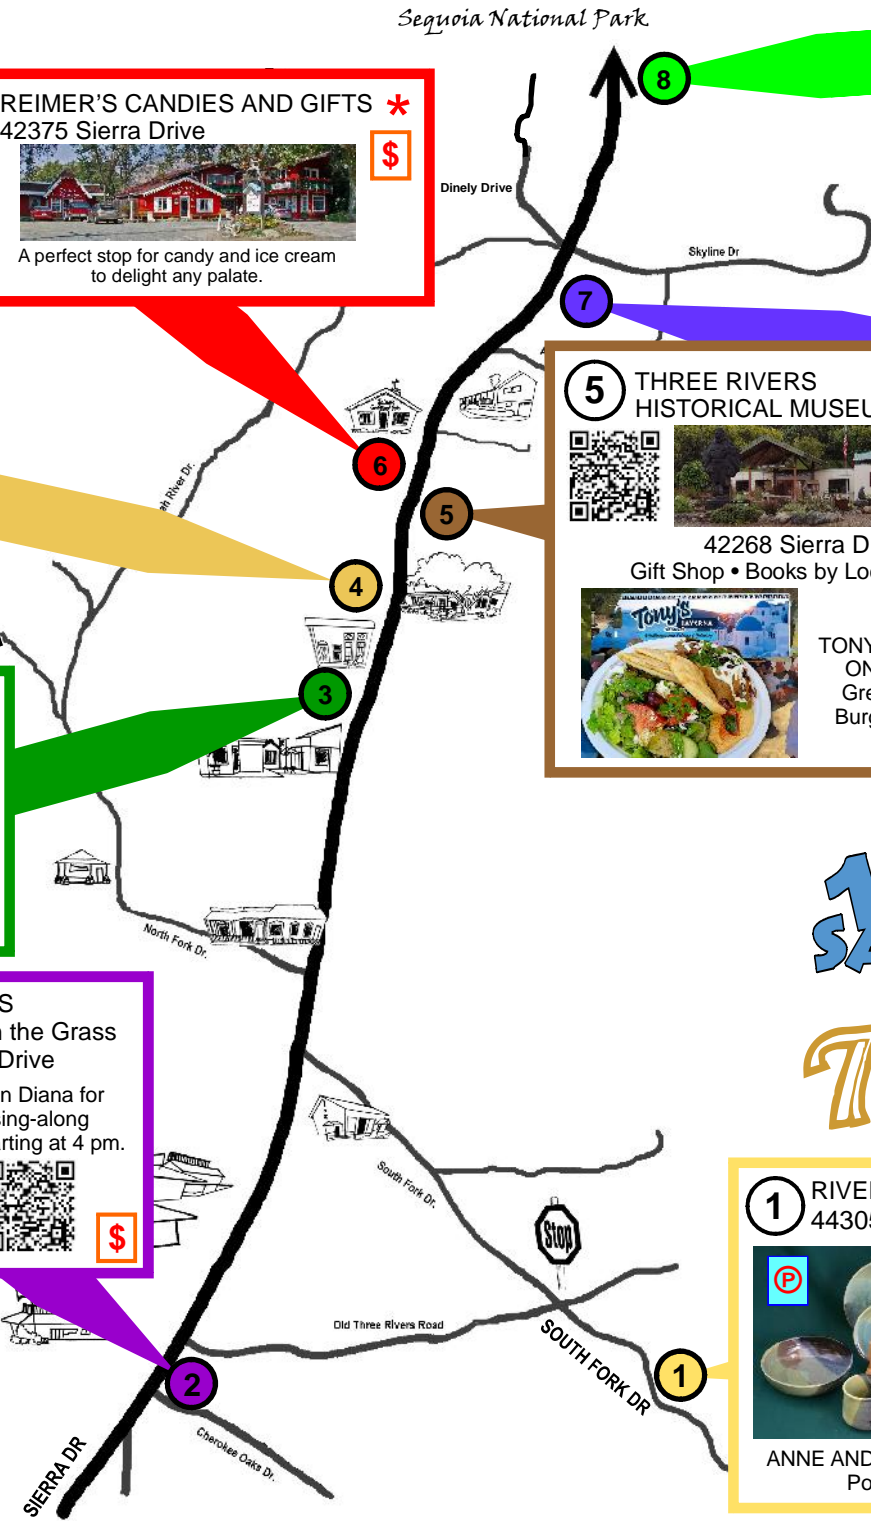 Sequoia National Park
8
REIMER'S CANDIES AND GIFTS *
42375 Sierra Drive
$
A perfect stop for candy and ice cream
to delight any palate.
Dinely Drive
Skyline Dr
7
5 THREE RIVERS
HISTORICAL MUSEU
42268 Sierra D
Gift Shop • Books by Lo
Tony's
TAVERNA
TONY
ON
Gre
Burg
6
River Dr.
5
4
3
North Fork Dr.
S
n the Grass
Drive
n Diana for
sing-along
arting at 4 pm.
$
South Fork Dr.
Stop
Old Three Rivers Road
SOUTH FORK DR
1
1 RIVE
4430
P
ANNE AND
Po
2
Cherokee Oaks Dr.
SIERRA DR